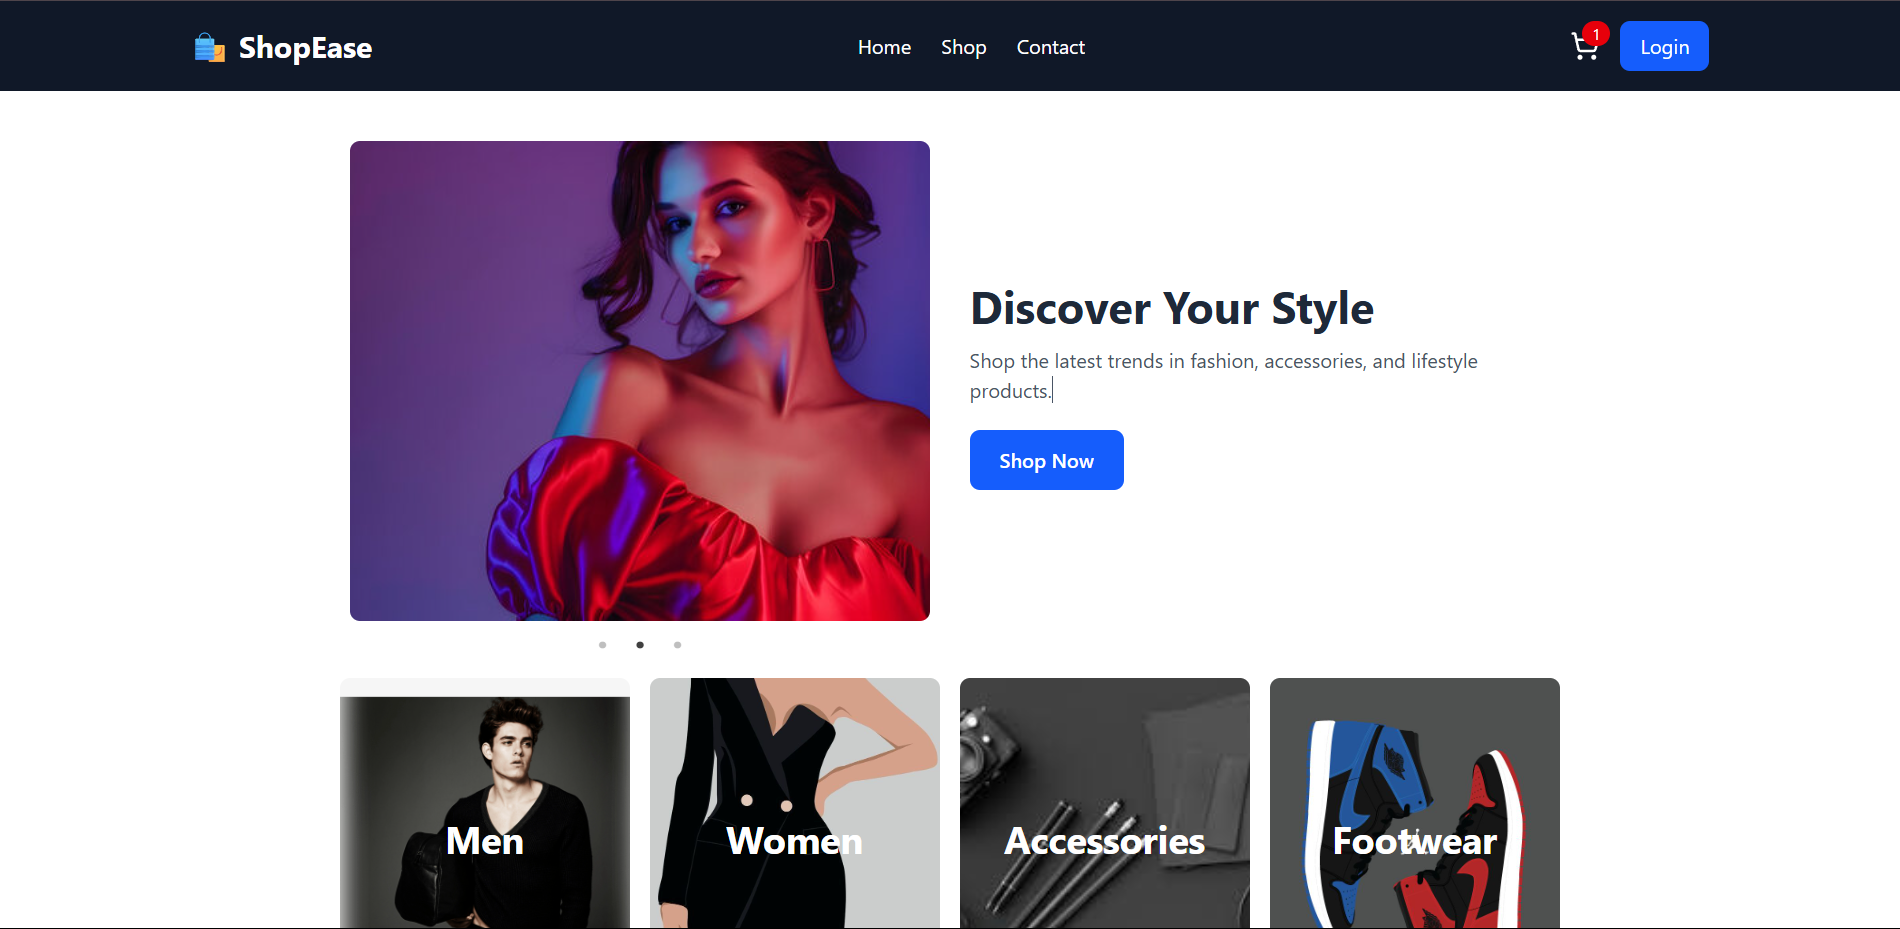 ShopEase
Home Shop Contact
1
Login
Discover Your Style
Shop the latest trends in fashion, accessories, and lifestyle
products.
Shop Now
Men
Women
Accessories
Footwear